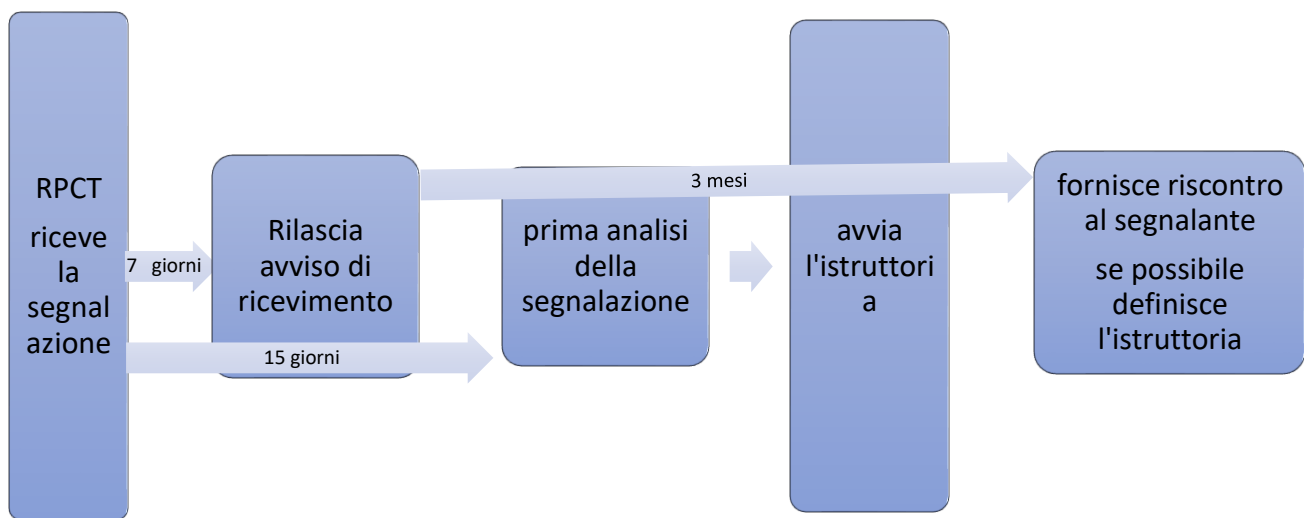 RPCT
riceve
la
segnal
azione
7 giorni
15 giorni
Rilascia
avviso di
ricevimento
3 mesi
prima analisi
della
segnalazione
avvia
l'istruttori
a
fornisce riscontro
al segnalante
se possibile
definisce
l'istruttoria